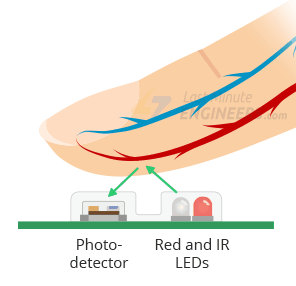 Last Minute
ENGINEERS.com
Photo-
detector
Red and IR
LEDs